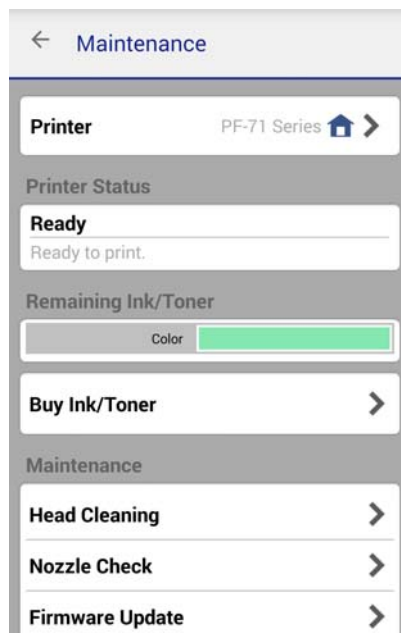 Maintenance
Printer PF-71 Series
Printer Status
Ready
Ready to print.
Remaining Ink/Toner
Color
Buy Ink/Toner
Maintenance
Head Cleaning
Nozzle Check
Firmware Update